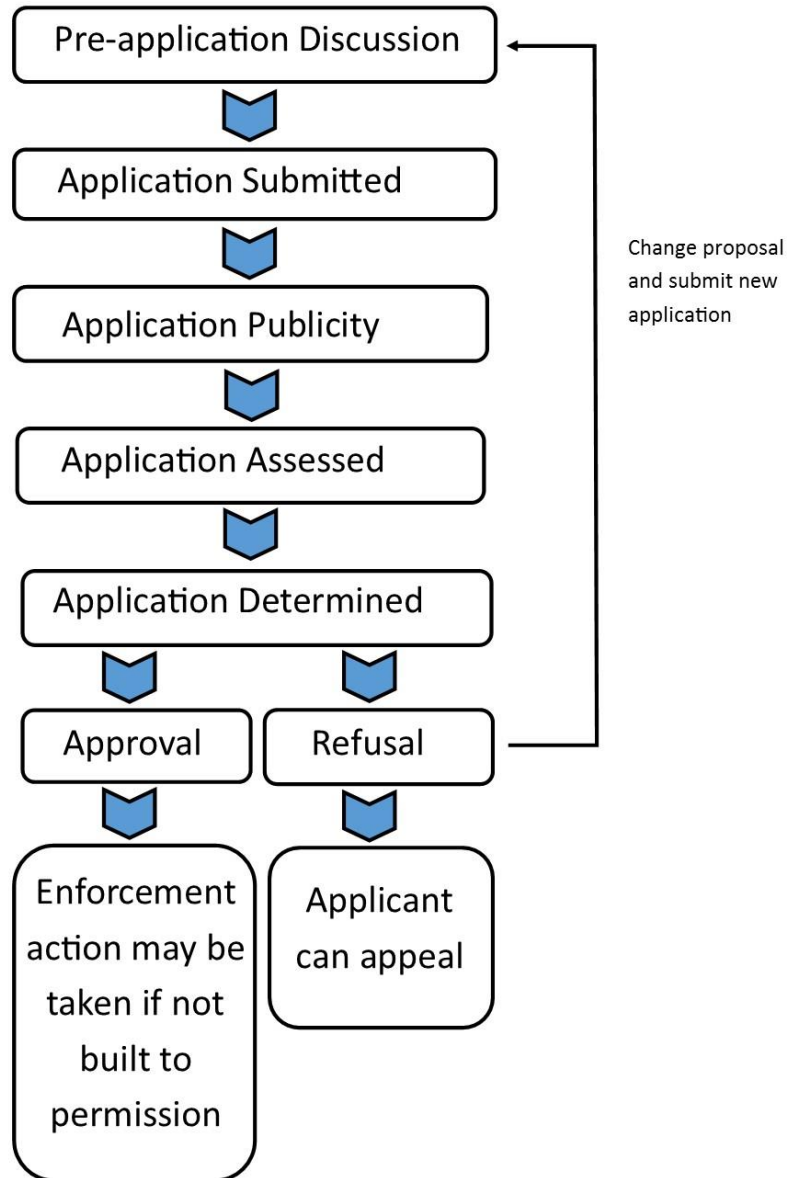 Pre-application Discussion
Application Submitted
Change proposal
and submit new
application
Application Publicity
Application Assessed
Application Determined
Approval
Refusal
Enforcement
action may be
taken if not
built to
permission
Applicant
can appeal